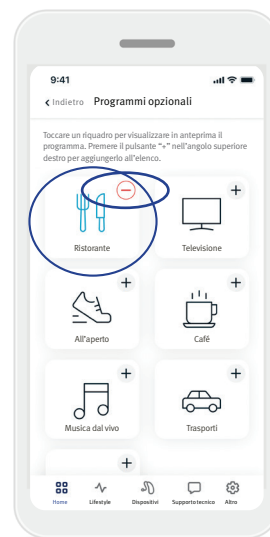 9:41
Indietro Programmi opzionali
Toccare un riquadro per visualizzare in anteprima il
programma. Premere il pulsante "+" nell'angolo superiore
destro per aggiungerlo all'elenco.
Ristorante Televisione
All'aperto Café
Musica dal vivo Trasporti
Home Lifestyle Dispositivi Supporto tecnico Altro